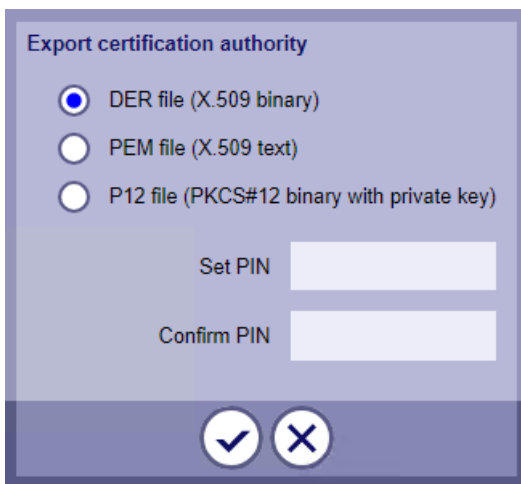 Export certification authority
DER file (X.509 binary)
PEM file (X.509 text)
P12 file (PKCS#12 binary with private key)
Set PIN
Confirm PIN